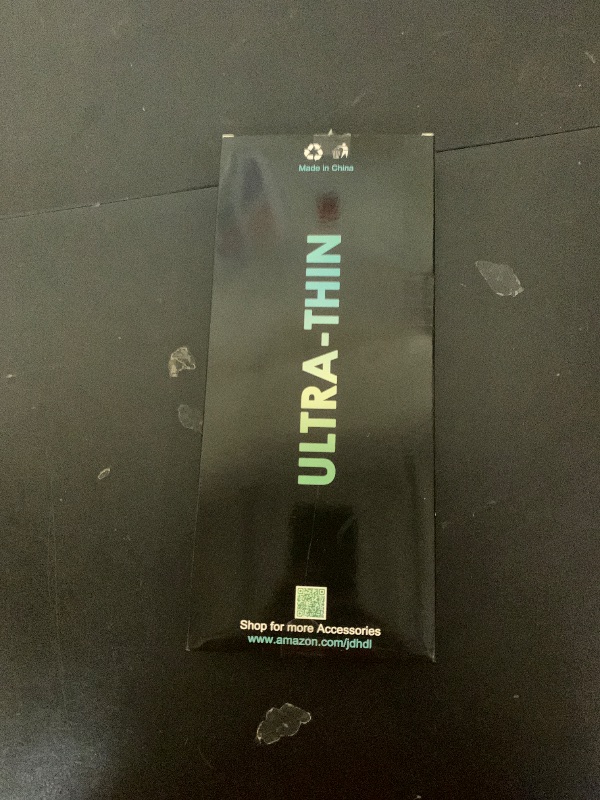 Made in China
ULTRA-THIN
Shop for more Accessories
www.amazon.com/jdhdl